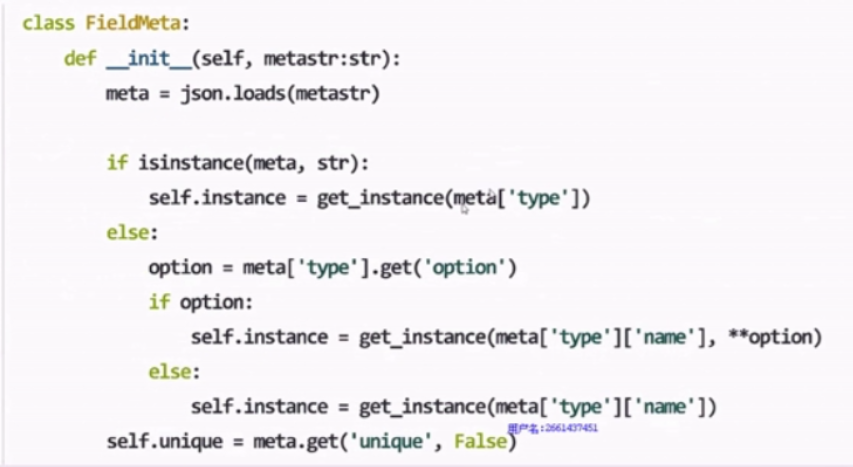 class FieldMeta:
    def __init__(self, metastr:str):
        meta = json.loads(metastr)
        if isinstance(meta, str):
            self.instance = get_instance(meta['type'])
        else:
            option = meta['type'].get('option')
            if option:
                self.instance = get_instance(meta['type']['name'], **option)
            else:
                self.instance = get_instance(meta['type']['name'])
用户名:2661437451
        self.unique = meta.get('unique', False)